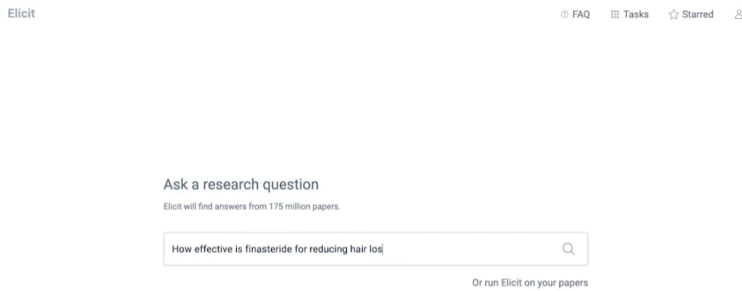 Elicit
FAQ Tasks Starred
Ask a research question
Elicit will find answers from 175 million papers.
How effective is finasteride for reducing hair los
Or run Elicit on your papers